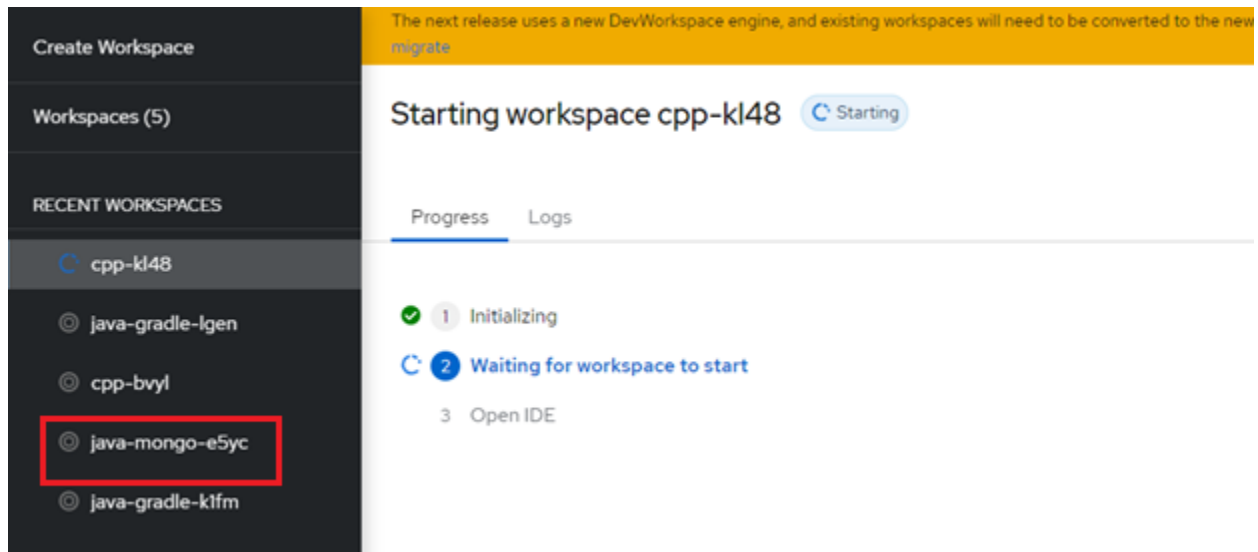 Create Workspace
Workspaces (5)
RECENT WORKSPACES
cpp-kl48
java-gradle-lgen
cpp-bvyl
java-mongo-e5yc
java-gradle-k1fm
The next release uses a new DevWorkspace engine, and existing workspaces will need to be converted to the new
migrate
Starting workspace cpp-kl48 Starting
Progress Logs
1 Initializing
2 Waiting for workspace to start
3 Open IDE